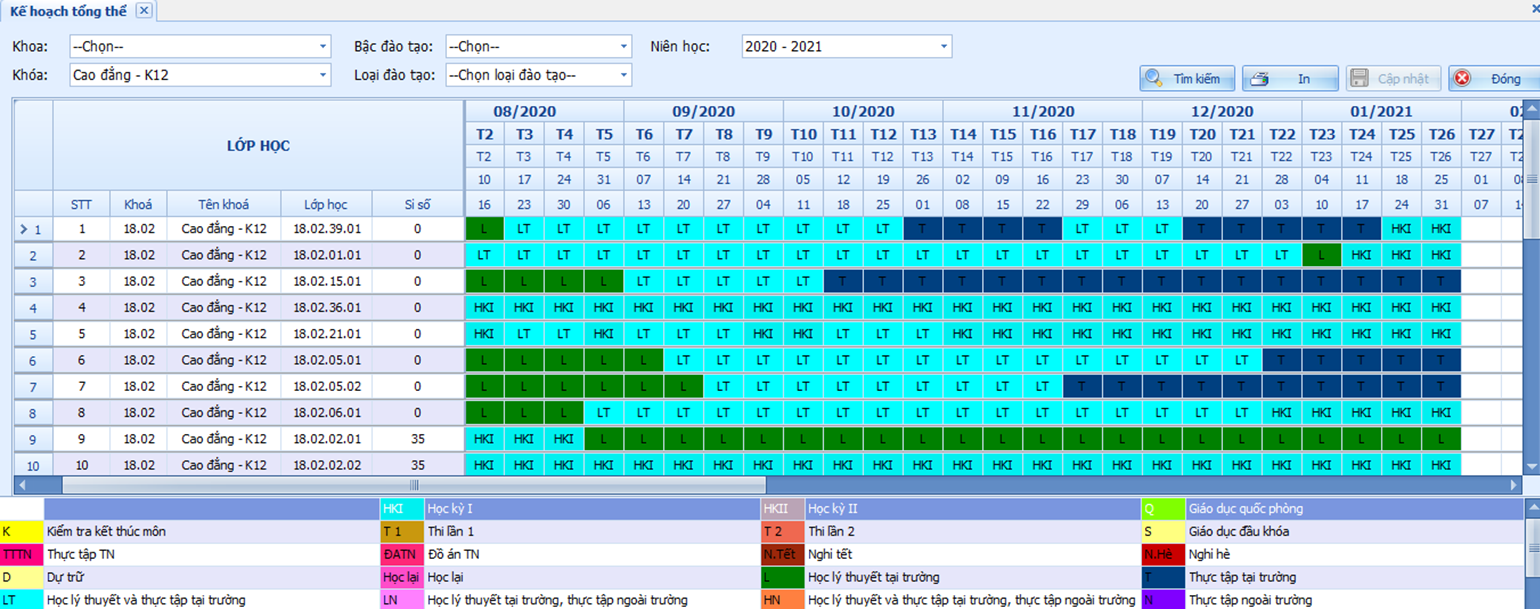 Kế hoạch tổng thể
Khoa: --Chọn-- Bậc đào tạo: --Chọn-- Niên học: 2020 - 2021
Khóa: Cao đẳng - K12 Loại đào tạo: --Chọn loại đào tạo--
Tìm kiếm In Cập nhật Đóng
LỚP HỌC
08/2020 09/2020 10/2020 11/2020 12/2020 01/2021
T2 T3 T4 T5 T6 T7 T8 T9 T10 T11 T12 T13 T14 T15 T16 T17 T18 T19 T20 T21 T22 T23 T24 T25 T26 T27
T2 T3 T4 T5 T6 T7 T8 T9 T10 T11 T12 T13 T14 T15 T16 T17 T18 T19 T20 T21 T22 T23 T24 T25 T26 T27
10 17 24 31 07 14 21 28 05 12 19 26 02 09 16 23 30 07 14 21 28 04 11 18 25 01
STT Khoá Tên khoá Lớp học Sỉ số 16 23 30 06 13 20 27 04 11 18 25 01 08 15 22 29 06 13 20 27 03 10 17 24 31 07
1 1 18.02 Cao đẳng - K12 18.02.39.01 0 L LT LT LT LT LT LT LT LT LT LT T T T T LT LT LT T T T T T HKI HKI
2 2 18.02 Cao đẳng - K12 18.02.01.01 0 LT LT LT LT LT LT LT LT LT LT LT LT LT LT LT LT LT LT LT LT LT L HKI HKI HKI
3 3 18.02 Cao đẳng - K12 18.02.15.01 0 L L L L LT LT LT LT LT T T T T T T T T T T T T T T T T
4 4 18.02 Cao đẳng - K12 18.02.36.01 0 HKI HKI HKI HKI HKI HKI HKI HKI HKI HKI HKI HKI HKI HKI HKI HKI HKI HKI HKI HKI HKI HKI HKI HKI HKI
5 5 18.02 Cao đẳng - K12 18.02.21.01 0 HKI LT LT HKI LT LT LT HKI HKI LT LT LT HKI HKI HKI HKI HKI HKI HKI HKI HKI HKI HKI HKI HKI
6 6 18.02 Cao đẳng - K12 18.02.05.01 0 L L L L L LT LT LT LT LT LT LT LT LT LT LT LT LT LT LT T T T T T
7 7 18.02 Cao đẳng - K12 18.02.05.02 0 L L L L L L LT LT LT LT LT LT LT LT LT T T T T T T T T T T
8 8 18.02 Cao đẳng - K12 18.02.06.01 0 L L L LT LT LT LT LT LT LT LT LT LT LT LT LT LT LT LT LT HKI HKI HKI HKI HKI
9 9 18.02 Cao đẳng - K12 18.02.02.01 35 HKI HKI HKI L L L L L L L L L L L L L L L L L L L L L L
10 10 18.02 Cao đẳng - K12 18.02.02.02 35 HKI HKI HKI HKI HKI HKI HKI HKI HKI HKI HKI HKI HKI HKI HKI HKI HKI HKI HKI HKI HKI HKI HKI HKI HKI
HKI Học kỳ I HKII Học kỳ II Q Giáo dục quốc phòng
K Kiểm tra kết thúc môn T 1 Thi lần 1 T 2 Thi lần 2 S Giáo dục đầu khóa
TTTN Thực tập TN ĐATN Đồ án TN N.Tết Nghi tết N.Hè Nghi hè
D Dự trữ Học lại Học lại L Học lý thuyết tại trường T Thực tập tại trường
LT Học lý thuyết và thực tập tại trường LN Học lý thuyết tại trường, thực tập ngoài trường HN Học lý thuyết và thực tập tại trường, thực tập ngoài trường N Thực tập ngoài trường